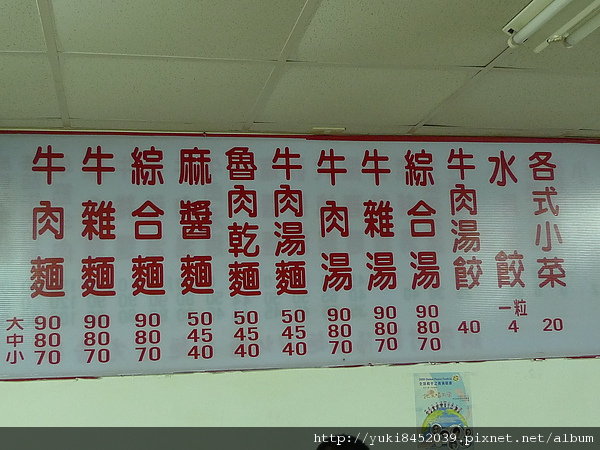 牛肉麵
牛雜麵
綜合麵
麻醬麵
魯肉乾麵
牛肉湯麵
牛肉湯
牛雜湯
綜合湯
牛肉湯餃
水餃
各式小菜
一粒
大 90 90 90 50 50 50 90 90 90
中 80 80 80 45 45 45 80 80 80 40 4 20
小 70 70 70 40 40 40 70 70 70
http://yuki8452039.pixnet.net/album